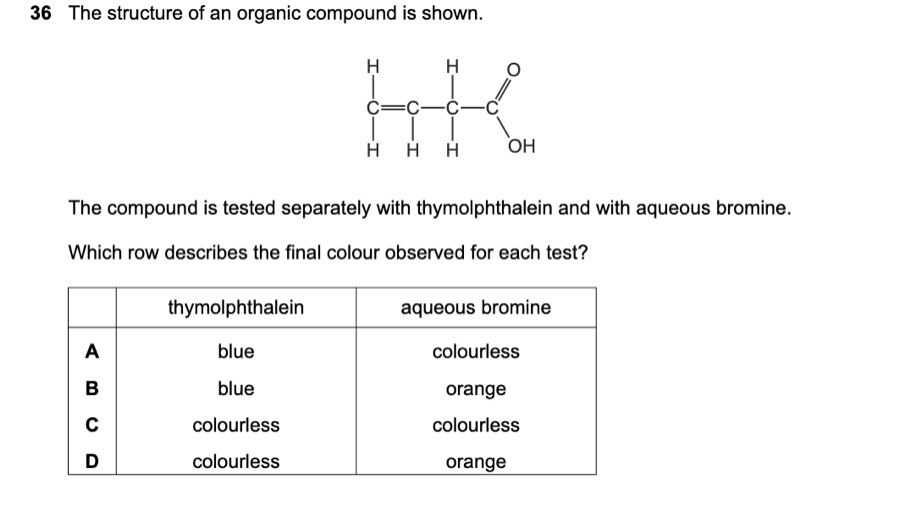 36 The structure of an organic compound is shown.
H H O
C=C–C–C
H H H OH
The compound is tested separately with thymolphthalein and with aqueous bromine.
Which row describes the final colour observed for each test?
thymolphthalein aqueous bromine
A blue colourless
B blue orange
C colourless colourless
D colourless orange